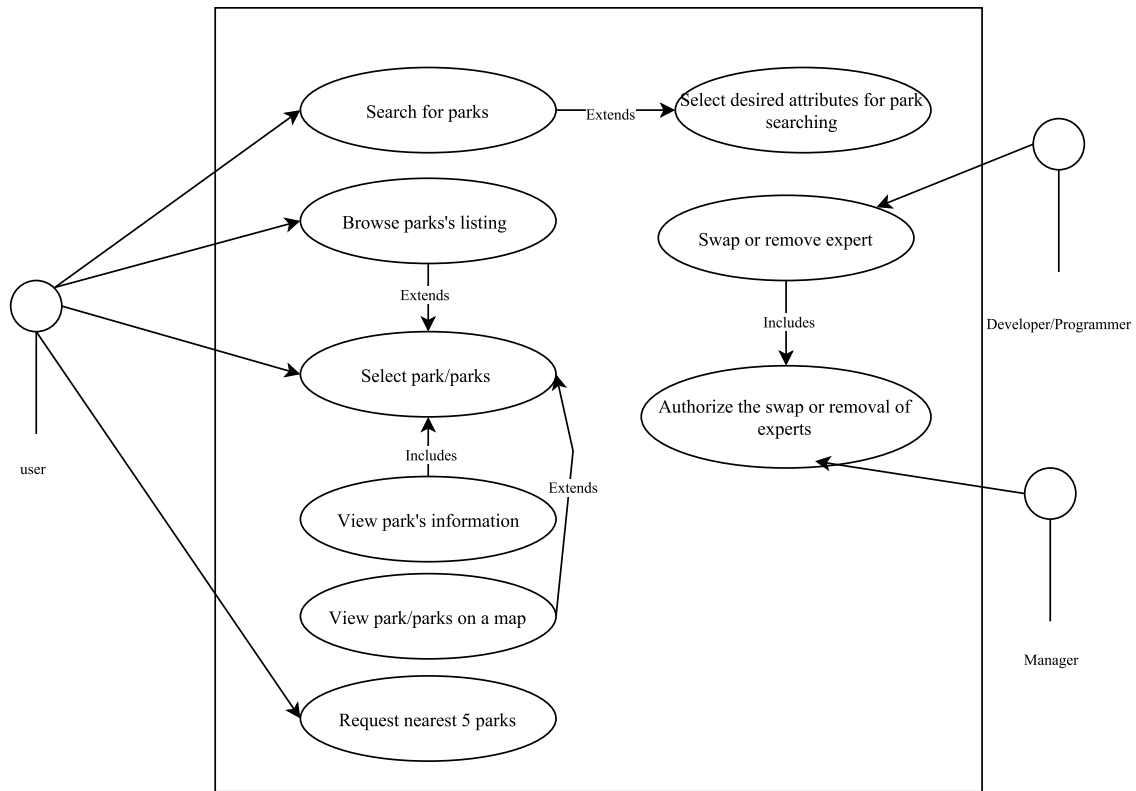 Search for parks
Extends
Select desired attributes for park
searching
Browse parks's listing
Swap or remove expert
Extends
Includes
Developer/Programmer
Select park/parks
Authorize the swap or removal of
experts
Includes
user
Extends
View park's information
View park/parks on a map
Manager
Request nearest 5 parks